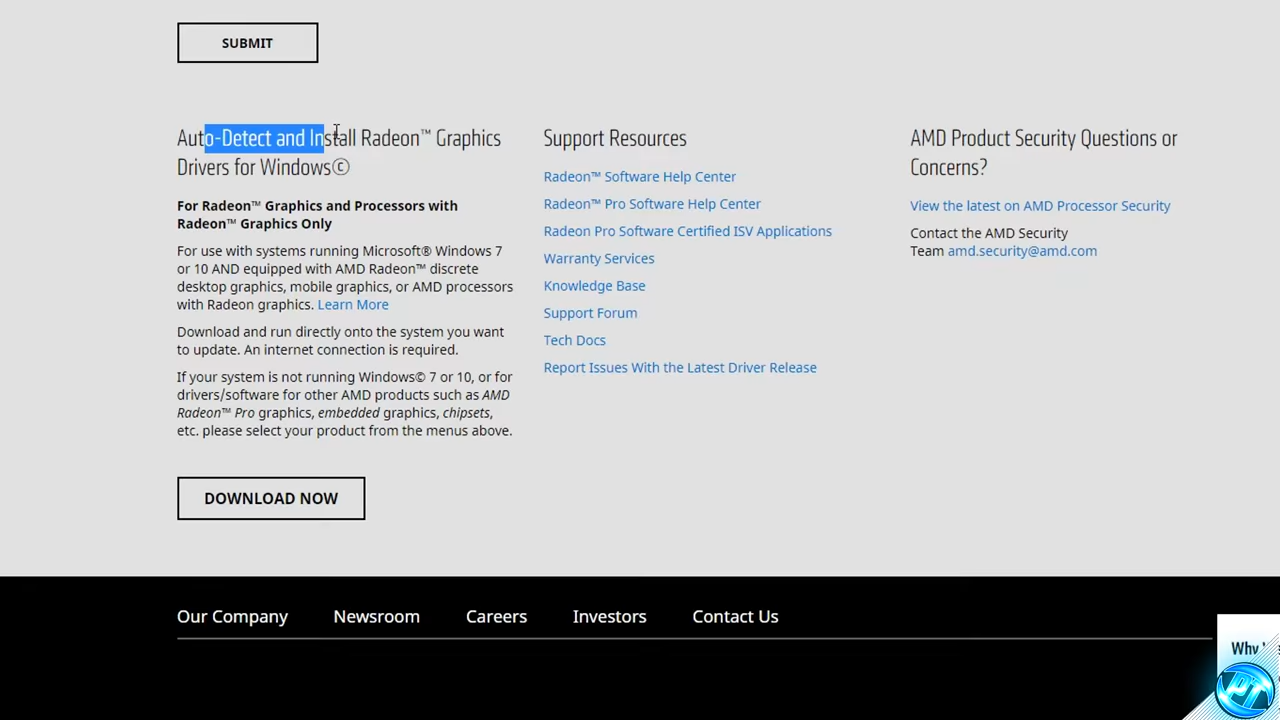 SUBMIT
Auto-Detect and Install Radeon™ Graphics
Drivers for Windows©
For Radeon™ Graphics and Processors with
Radeon™ Graphics Only
For use with systems running Microsoft® Windows 7
or 10 AND equipped with AMD Radeon™ discrete
desktop graphics, mobile graphics, or AMD processors
with Radeon graphics. Learn More
Download and run directly onto the system you want
to update. An internet connection is required.
If your system is not running Windows© 7 or 10, or for
drivers/software for other AMD products such as AMD
Radeon™ Pro graphics, embedded graphics, chipsets,
etc. please select your product from the menus above.
DOWNLOAD NOW
Support Resources
Radeon™ Software Help Center
Radeon™ Pro Software Help Center
Radeon Pro Software Certified ISV Applications
Warranty Services
Knowledge Base
Support Forum
Tech Docs
Report Issues With the Latest Driver Release
AMD Product Security Questions or
Concerns?
View the latest on AMD Processor Security
Contact the AMD Security
Team amd.security@amd.com
Our Company Newsroom Careers Investors Contact Us
Why